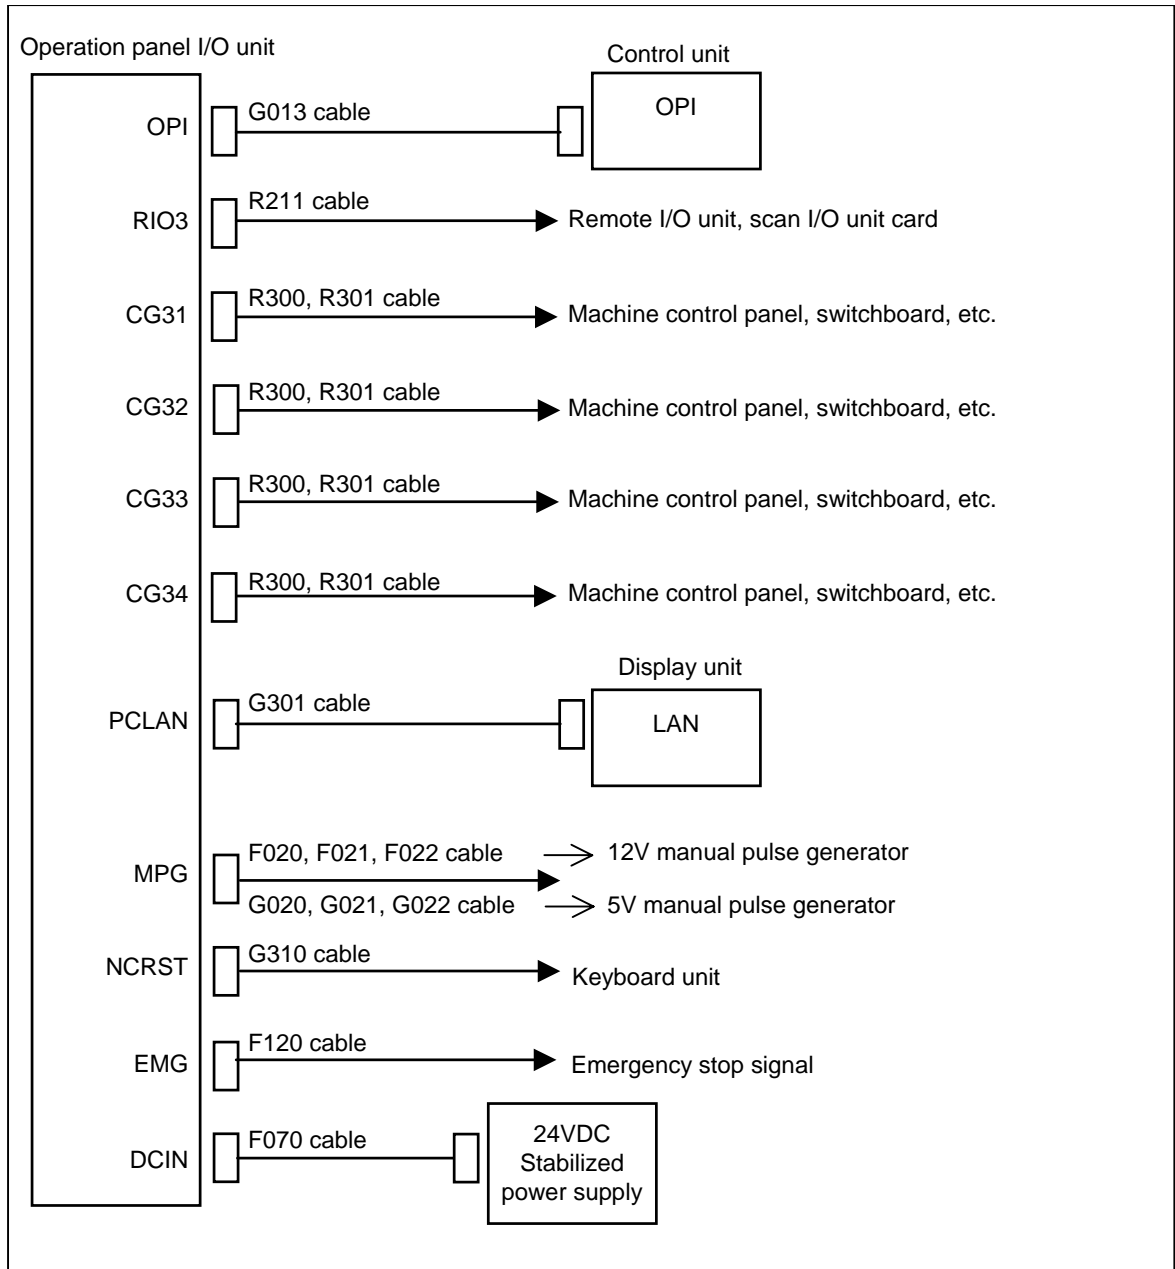 Operation panel I/O unit
Control unit
OPI
G013 cable
OPI
RIO3
R211 cable
Remote I/O unit, scan I/O unit card
CG31
R300, R301 cable
Machine control panel, switchboard, etc.
CG32
R300, R301 cable
Machine control panel, switchboard, etc.
CG33
R300, R301 cable
Machine control panel, switchboard, etc.
CG34
R300, R301 cable
Machine control panel, switchboard, etc.
Display unit
PCLAN
G301 cable
LAN
MPG
F020, F021, F022 cable
12V manual pulse generator
G020, G021, G022 cable
5V manual pulse generator
NCRST
G310 cable
Keyboard unit
EMG
F120 cable
Emergency stop signal
DCIN
F070 cable
24VDC
Stabilized
power supply